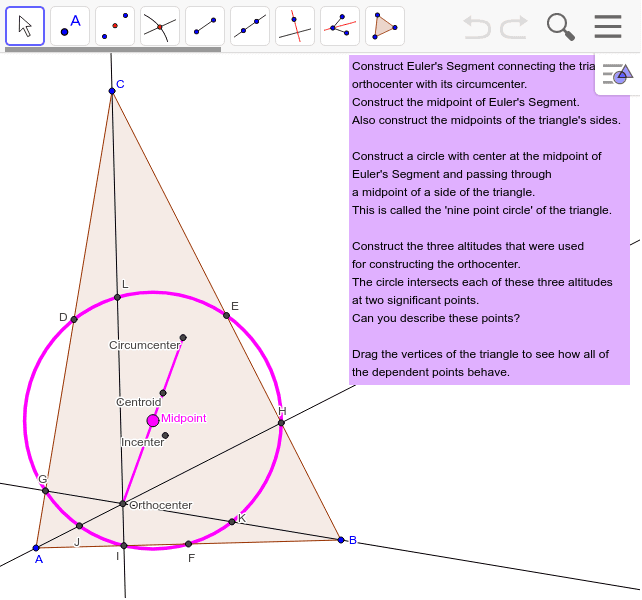 A
Construct Euler's Segment connecting the
orthocenter with its circumcenter.
Construct the midpoint of Euler's Segment.
Also construct the midpoints of the triangle's sides.
Construct a circle with center at the midpoint of
Euler's Segment and passing through
a midpoint of a side of the triangle.
This is called the 'nine point circle' of the triangle.
Construct the three altitudes that were used
for constructing the orthocenter.
The circle intersects each of these three altitudes
at two significant points.
Can you describe these points?
Drag the vertices of the triangle to see how all of
the dependent points behave.
C
L
D
E
Circumcenter
Centroid
H
Midpoint
Incenter
G
Orthocenter
K
J
B
I
F
A